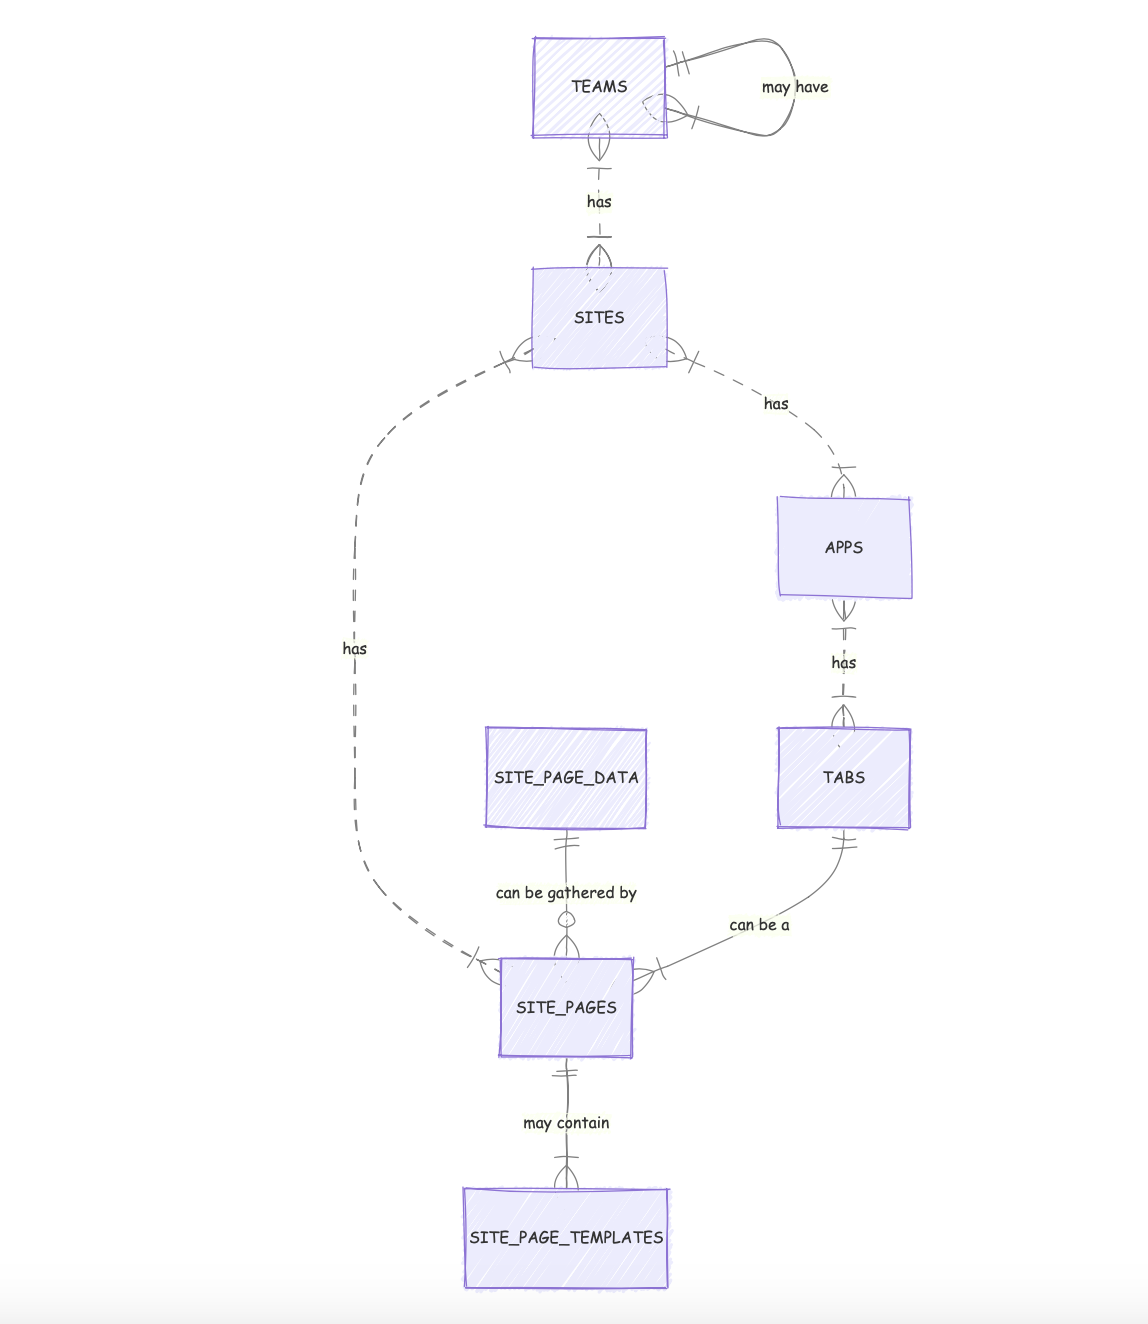 TEAMS
may have
has
SITES
has
APPS
has
has
SITE_PAGE_DATA
TABS
can be gathered by
can be a
SITE_PAGES
may contain
SITE_PAGE_TEMPLATES